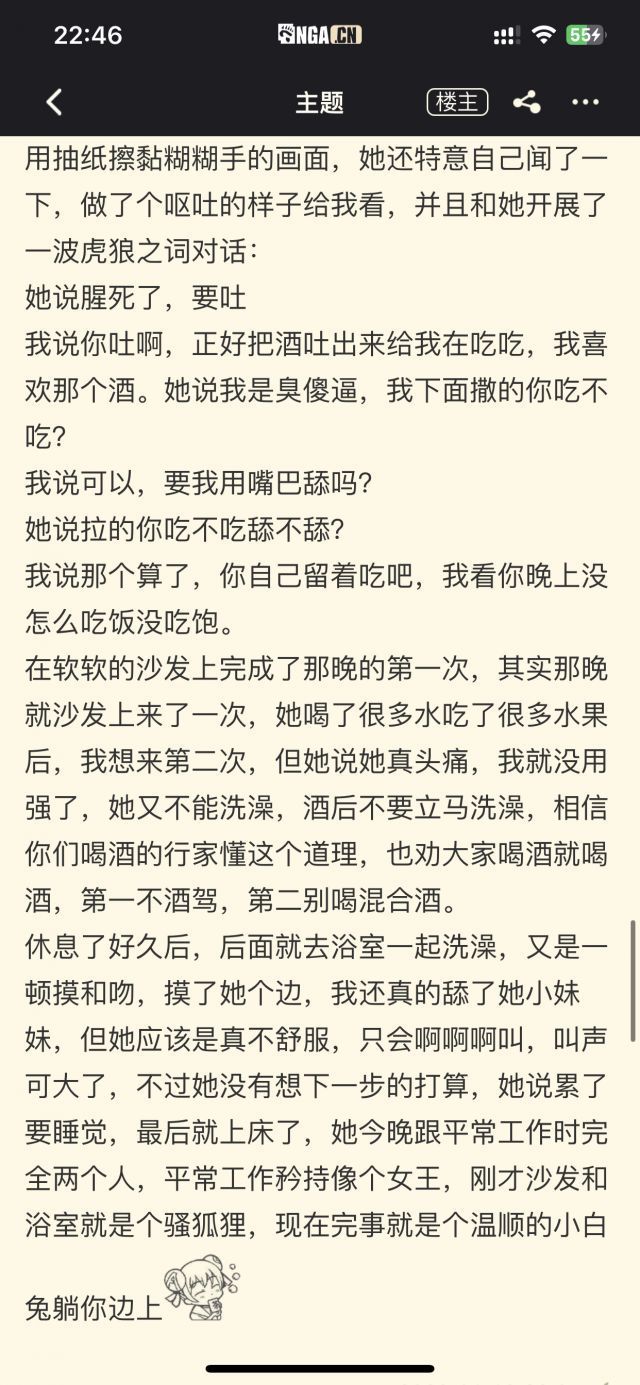 22:46
NGA.CN
55
主题
楼主
用抽纸擦黏糊糊手的画面，她还特意自己闻了一
下，做了个呕吐的样子给我看，并且和她开展了
一波虎狼之词对话：
她说腥死了，要吐
我说你吐啊，正好把酒吐出来给我在吃吃，我喜
欢那个酒。她说我是臭傻逼，我下面撒的你吃不
吃？
我说可以，要我用嘴巴舔吗？
她说拉的你吃不吃舔不舔？
我说那个算了，你自己留着吃吧，我看你晚上没
怎么吃饭没吃饱。
在软软的沙发上完成了那晚的第一次，其实那晚
就沙发上来了一次，她喝了很多水吃了很多水果
后，我想来第二次，但她说她真头痛，我就没用
强了，她又不能洗澡，酒后不要立马洗澡，相信
你们喝酒的行家懂这个道理，也劝大家喝酒就喝
酒，第一不酒驾，第二别喝混合酒。
休息了好久后，后面就去浴室一起洗澡，又是一
顿摸和吻，摸了她个边，我还真的舔了她小妹
妹，但她应该是真不舒服，只会啊啊啊叫，叫声
可大了，不过她没有想下一步的打算，她说累了
要睡觉，最后就上床了，她今晚跟平常工作时完
全两个人，平常工作矜持像个女王，刚才沙发和
浴室就是个骚狐狸，现在完事就是个温顺的小白
兔躺你边上